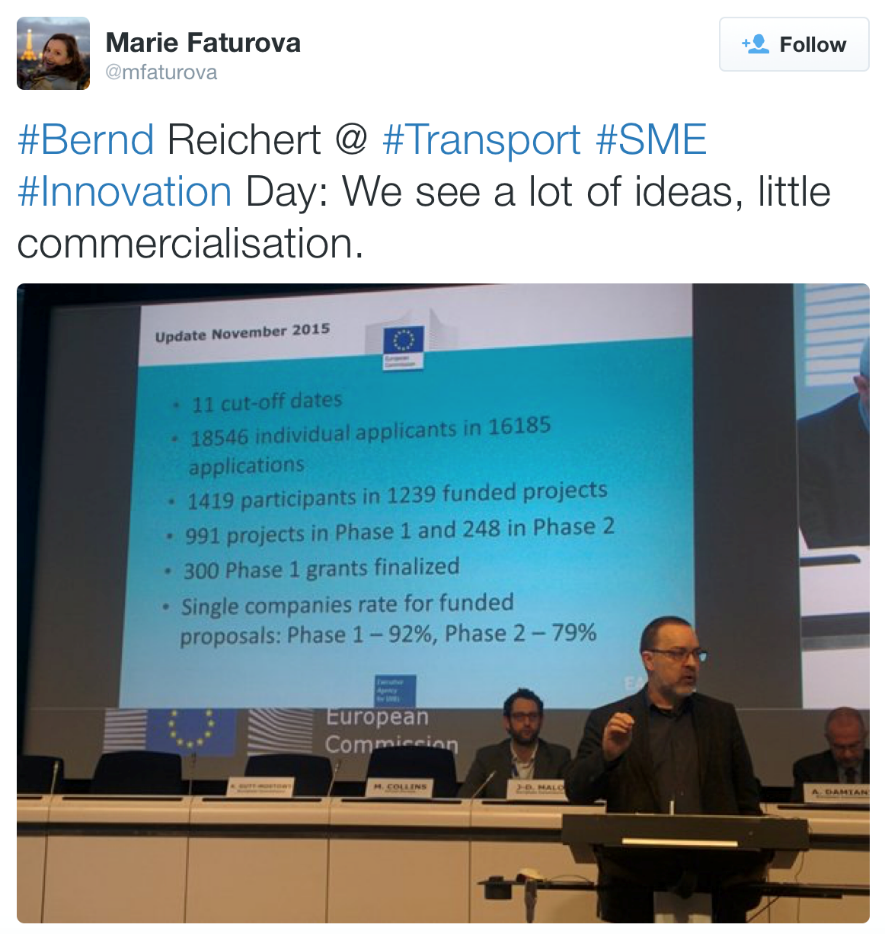 Marie Faturova
@mfaturova
Follow
#Bernd Reichert @ #Transport #SME
#Innovation Day: We see a lot of ideas, little
commercialisation.
Update November 2015
European
Commission
• 11 cut-off dates
• 18546 individual applicants in 16185
applications
• 1419 participants in 1239 funded projects
• 991 projects in Phase 1 and 248 in Phase 2
• 300 Phase 1 grants finalized
• Single companies rate for funded
proposals: Phase 1 – 92%, Phase 2 – 79%
Executive
Agency
for SMEs
EA
European
Commission
M. COLLINS
J-D. MALO
A. DAMIAN